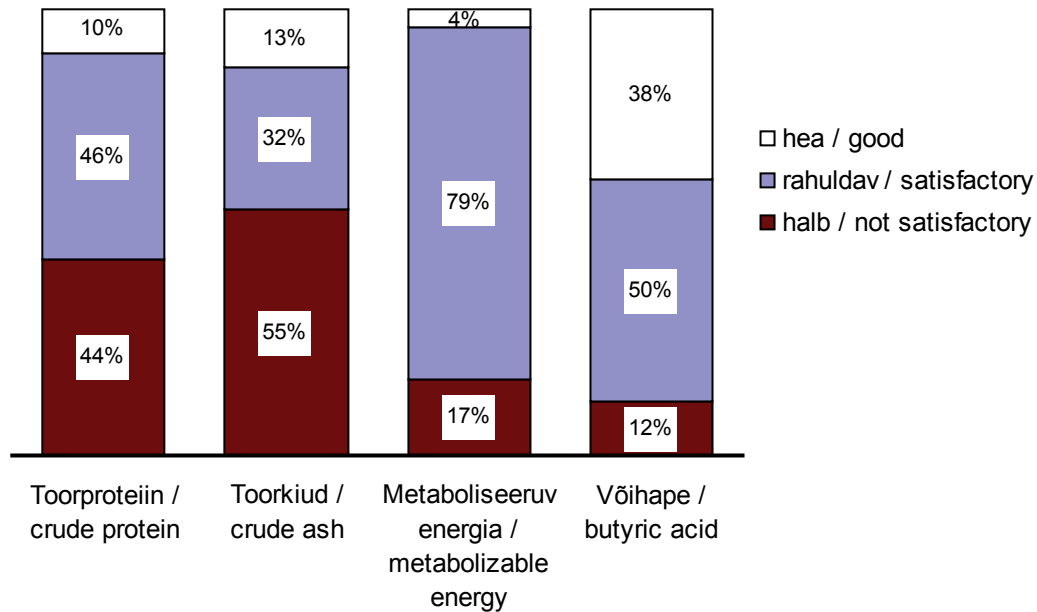 10%
13%
4%
38%
46%
32%
79%
50%
44%
55%
17%
12%
hea / good
rahuldav / satisfactory
halb / not satisfactory
Toorproteiin /
crude protein
Toorkiud /
crude ash
Metaboliseeruv
energia /
metabolizable
energy
Võihape /
butyric acid